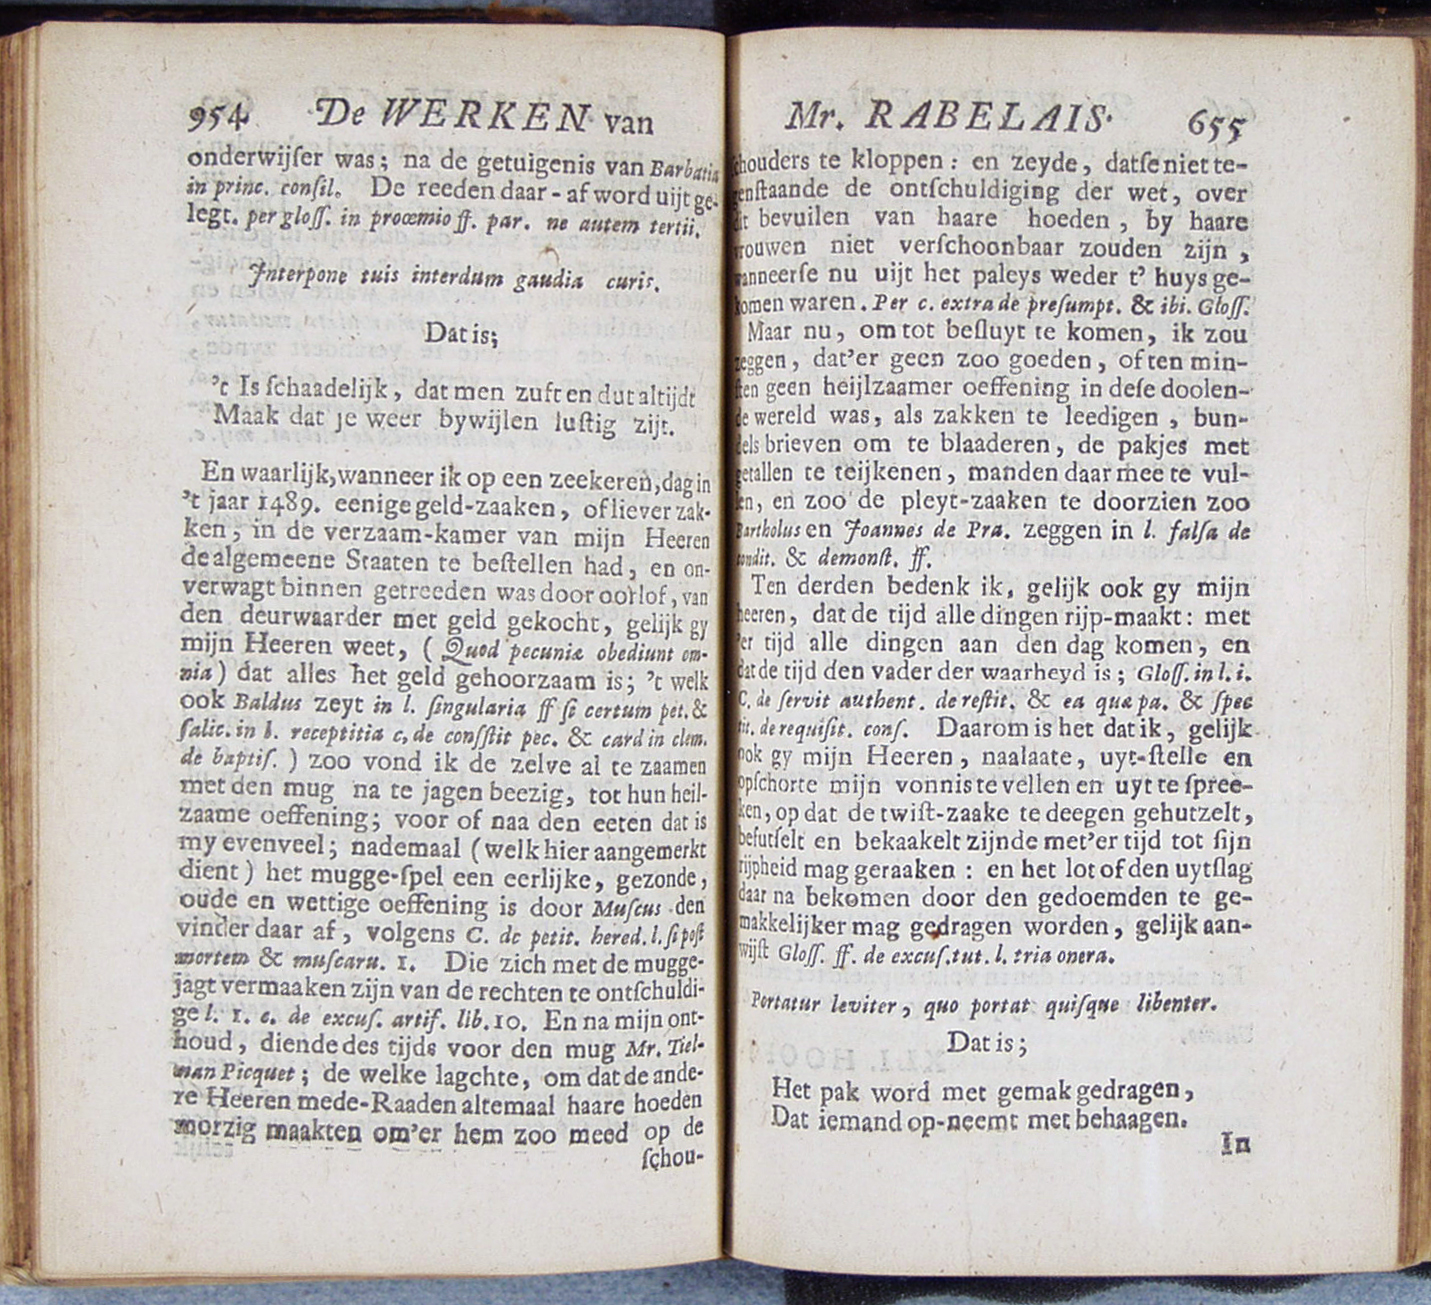 954 De WERKEN van
onderwijſer was; na de getuigenis van Barbatia
in princ. conſil. De reeden daar-af word uijt ge-
legt. per gloſſ. in proœmio ff. par. ne autem tertii.
Interpone tuis interdum gaudia curis.
Dat is;
't Is ſchaadelijk, dat men zuft en dut altijdt
Maak dat je weer bywijlen luſtig zijt.
En waarlijk, wanneer ik op een zeekeren, dag in
't jaar 1489. eenige geld-zaaken, of liever zak-
ken, in de verzaam-kamer van mijn Heeren
de algemeene Staaten te beſtellen had, en on-
verwagt binnen getreeden was door oorlof, van
den deurwaarder met geld gekocht, gelijk gy
mijn Heeren weet, (Quod pecuniæ obediunt om-
nia) dat alles het geld gehoorzaam is; 't welk
ook Baldus zeyt in l. ſingularia ff ſi certum pet. &
ſalic. in l. receptitia c, de conſſtit pec. & card in clem.
de baptiſ. ) zoo vond ik de zelve al te zaamen
met den mug na te jagen beezig, tot hun heil-
zaame oeffening; voor of naa den eeten dat is
my evenveel; nademaal (welk hier aangemerkt
dient) het mugge-ſpel een eerlijke, gezonde,
oude en wettige oeffening is door Muſcus den
vinder daar af, volgens C. de petit. hered. l. ſi poſt
mortem & muſcaru. 1. Die zich met de mugge-
jagt vermaaken zijn van de rechten te ontſchuldi-
ge l. 1. c. de excuſ. artif. lib. 10. En na mijn ont-
houd, diende des tijds voor den mug Mr. Tiel-
man Picquet; de welke lagchte, om dat de ande-
re Heeren mede-Raaden altemaal haare hoeden
morzig maakten om'er hem zoo meed op de
ſchou-
Mr. RABELAIS. 655
ſchouders te kloppen: en zeyde, datſe niet te-
genſtaande de ontſchuldiging der wet, over
dit bevuilen van haare hoeden, by haare
vrouwen niet verſchoonbaar zouden zijn,
wanneerſe nu uijt het paleys weder t' huys ge-
komen waren. Per c. extra de preſumpt. & ibi. Gloſſ.
Maar nu, om tot beſluyt te komen, ik zou
zeggen, dat'er geen zoo goeden, of ten min-
ſten geen heijlzaamer oeffening in deſe doolen-
de wereld was, als zakken te leedigen, bun-
dels brieven om te blaaderen, de pakjes met
getallen te teijkenen, manden daar mee te vul-
len, en zoo de pleyt-zaaken te doorzien zoo
Bartholus en Joannes de Pra. zeggen in l. falſa de
condit. & demonſt. ff.
Ten derden bedenk ik, gelijk ook gy mijn
heeren, dat de tijd alle dingen rijp-maakt: met
'er tijd alle dingen aan den dag komen, en
dat de tijd den vader der waarheyd is; Gloſſ. in l. i.
C. de ſervit authent. de reſtit. & ea quæ pa. & ſpec
tit. de requiſit. conſ. Daarom is het dat ik, gelijk
ook gy mijn Heeren, naalaate, uyt-ſtelle en
opſchorte mijn vonnis te vellen en uyt te ſpree-
ken, op dat de twiſt-zaake te deegen gehutzelt,
befutſelt en bekaakelt zijnde met'er tijd tot ſijn
rijpheid mag geraaken: en het lot of den uytſlag
daar na bekomen door den gedoemden te ge-
makkelijker mag gedragen worden, gelijk aan-
wijſt Gloſſ. ff. de excuſ. tut. l. tria onera.
Portatur leviter, quo portat quiſque libenter.
Dat is;
Het pak word met gemak gedragen,
Dat iemand op-neemt met behaagen.
In